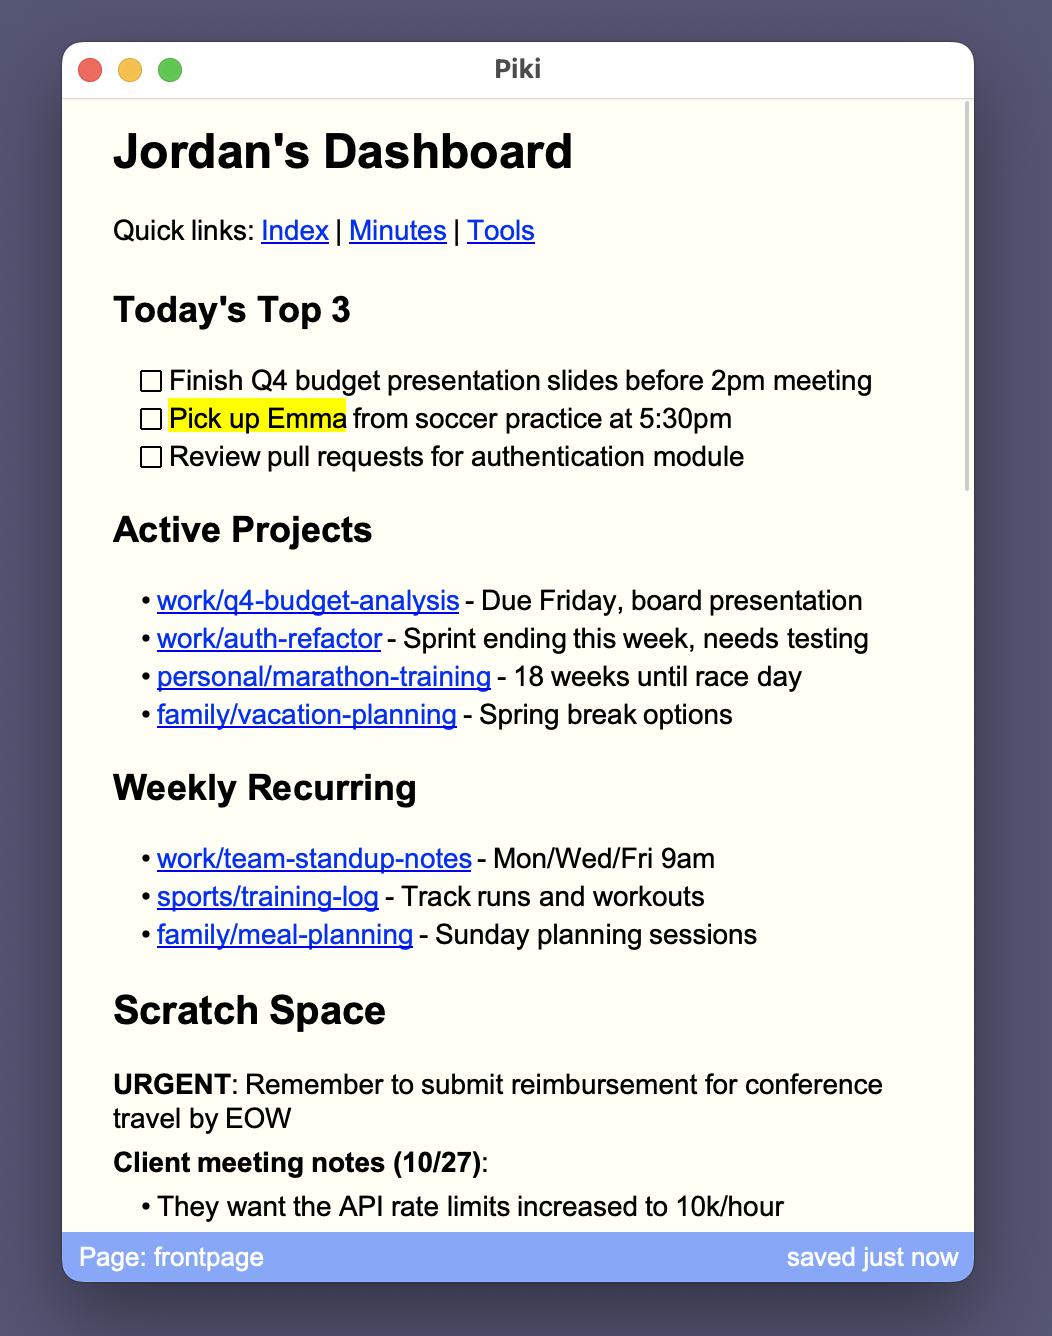 Piki
Jordan's Dashboard
Quick links: Index | Minutes | Tools
Today's Top 3
Finish Q4 budget presentation slides before 2pm meeting
Pick up Emma from soccer practice at 5:30pm
Review pull requests for authentication module
Active Projects
• work/q4-budget-analysis - Due Friday, board presentation
• work/auth-refactor - Sprint ending this week, needs testing
• personal/marathon-training - 18 weeks until race day
• family/vacation-planning - Spring break options
Weekly Recurring
• work/team-standup-notes - Mon/Wed/Fri 9am
• sports/training-log - Track runs and workouts
• family/meal-planning - Sunday planning sessions
Scratch Space
URGENT: Remember to submit reimbursement for conference
travel by EOW
Client meeting notes (10/27):
• They want the API rate limits increased to 10k/hour
Page: frontpage saved just now